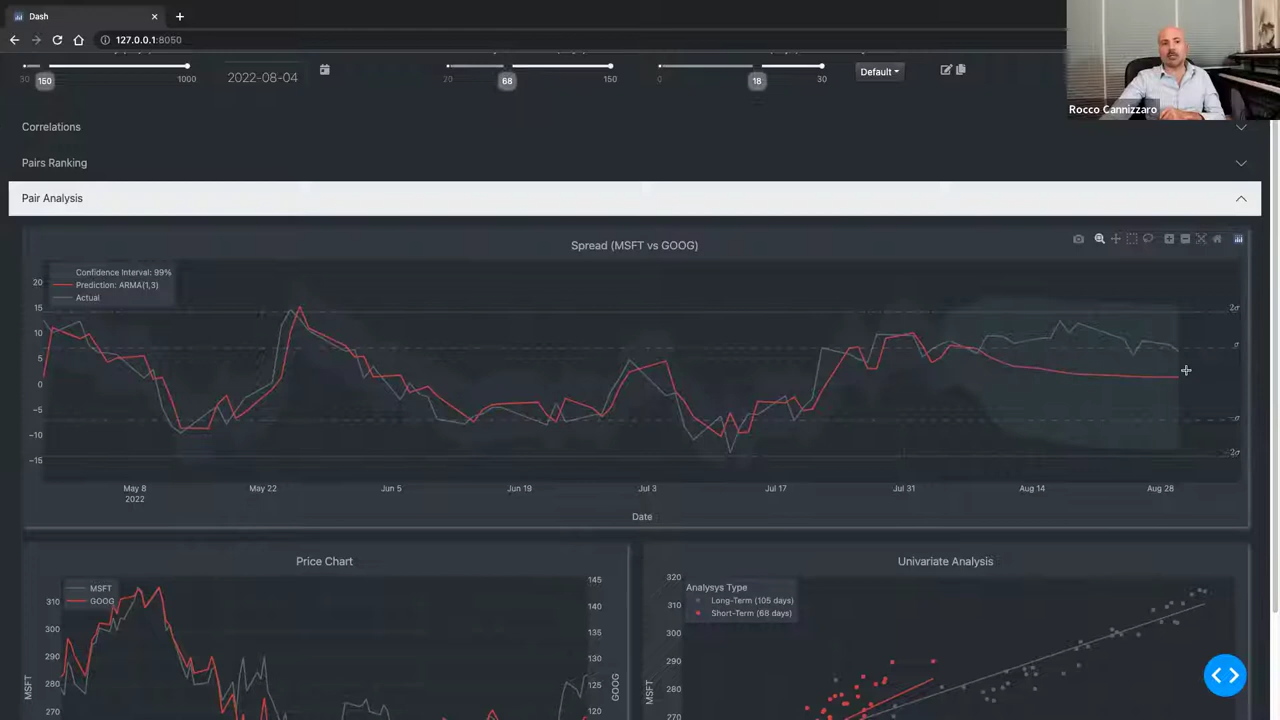 Dash
127.0.0.1:8050
30 150 1000
2022-08-04
20 68 150
0 18 30
Default
Rocco Cannizzaro
Correlations
Pairs Ranking
Pair Analysis
Spread (MSFT vs GOOG)
Confidence Interval: 99%
Prediction: ARMA(1,3)
Actual
20
15
10
5
0
−5
−10
−15
2σ
σ
−σ
−2σ
May 8
2022
May 22
Jun 5
Jun 19
Jul 3
Jul 17
Jul 31
Aug 14
Aug 28
Date
Price Chart
MSFT
GOOG
310
300
290
280
270
MSFT
145
140
135
130
125
120
GOOG
Univariate Analysis
Analysys Type
Long-Term (105 days)
Short-Term (68 days)
320
310
300
290
280
270
MSFT